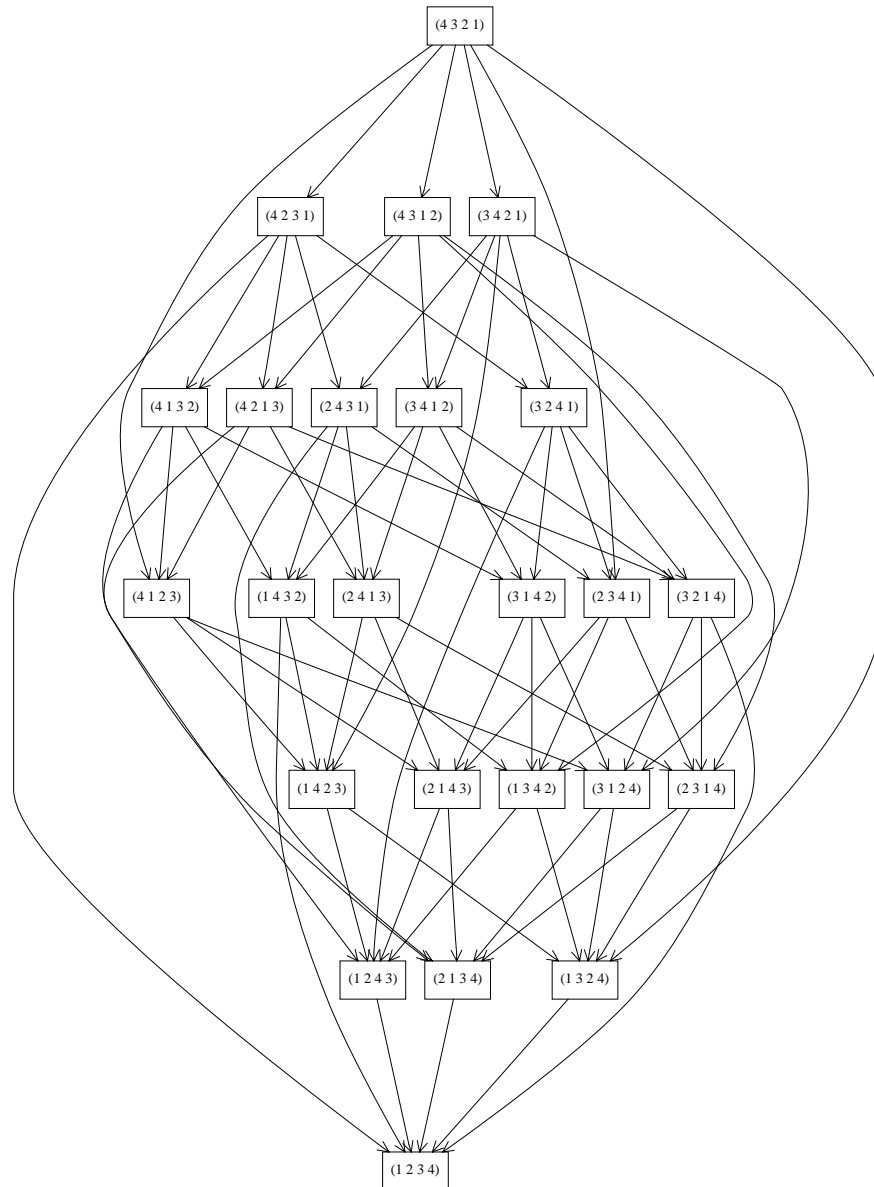 (4 3 2 1)
(4 2 3 1) (4 3 1 2) (3 4 2 1)
(4 1 3 2) (4 2 1 3) (2 4 3 1) (3 4 1 2) (3 2 4 1)
(4 1 2 3) (1 4 3 2) (2 4 1 3) (3 1 4 2) (2 3 4 1) (3 2 1 4)
(1 4 2 3) (2 1 4 3) (1 3 4 2) (3 1 2 4) (2 3 1 4)
(1 2 4 3) (2 1 3 4) (1 3 2 4)
(1 2 3 4)